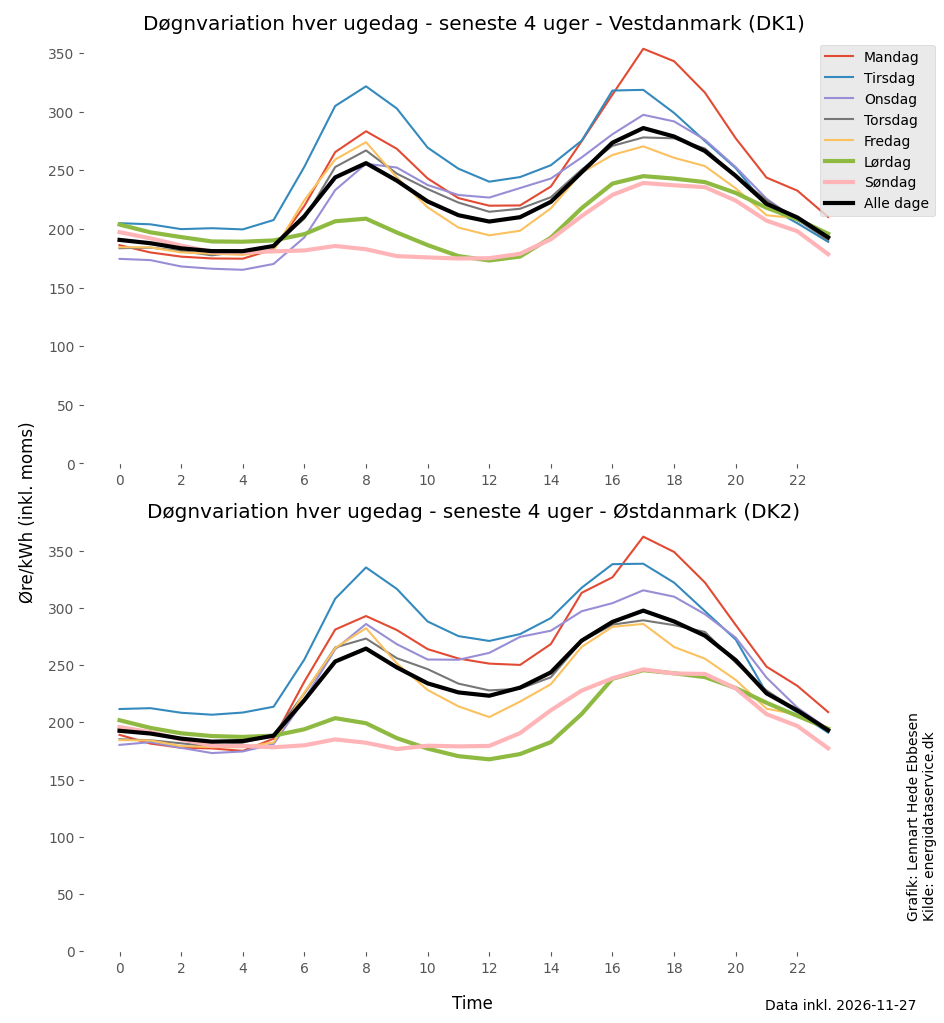 Døgnvariation hver ugedag - seneste 4 uger - Vestdanmark (DK1)
350
300
250
200
150
100
50
0
0 2 4 6 8 10 12 14 16 18 20 22
Mandag
Tirsdag
Onsdag
Torsdag
Fredag
Lørdag
Søndag
Alle dage
Øre/kWh (inkl. moms)
Døgnvariation hver ugedag - seneste 4 uger - Østdanmark (DK2)
350
300
250
200
150
100
50
0
0 2 4 6 8 10 12 14 16 18 20 22
Time
Grafik: Lennart Hede Ebbesen
Kilde: energidataservice.dk
Data inkl. 2026-11-27